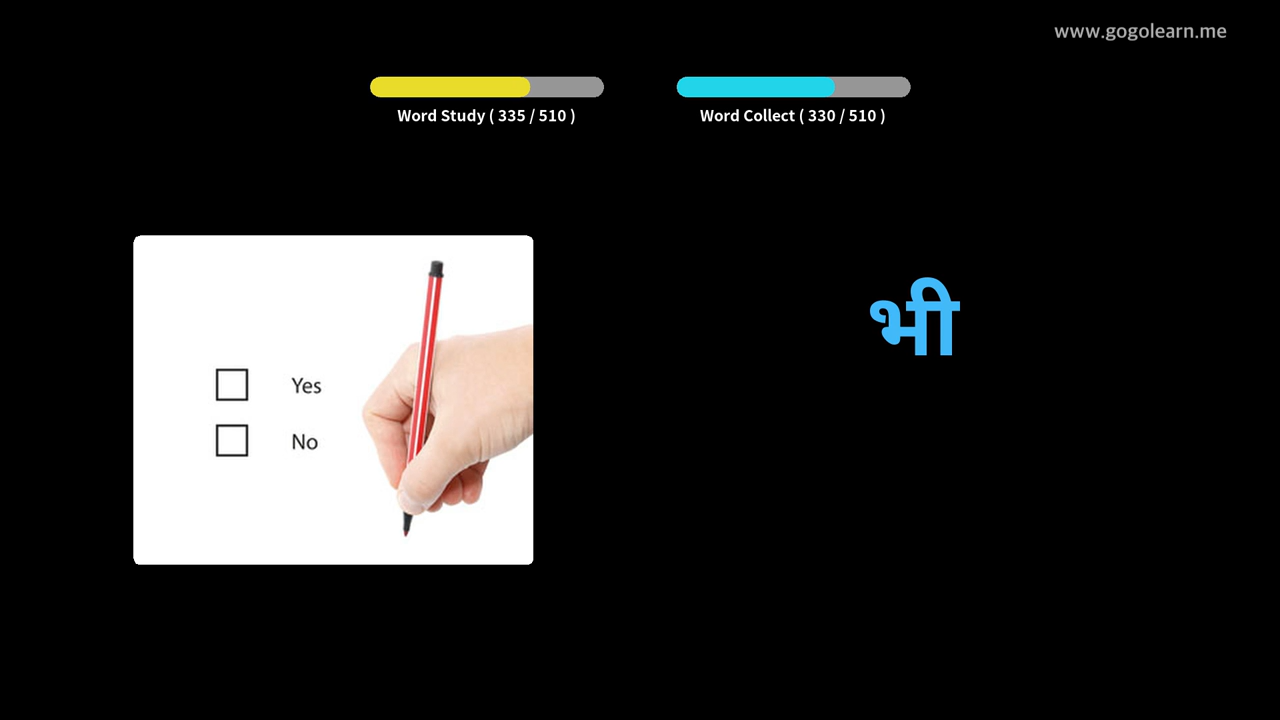 www.gogolearn.me
Word Study ( 335 / 510 )
Word Collect ( 330 / 510 )
भी
Yes
No